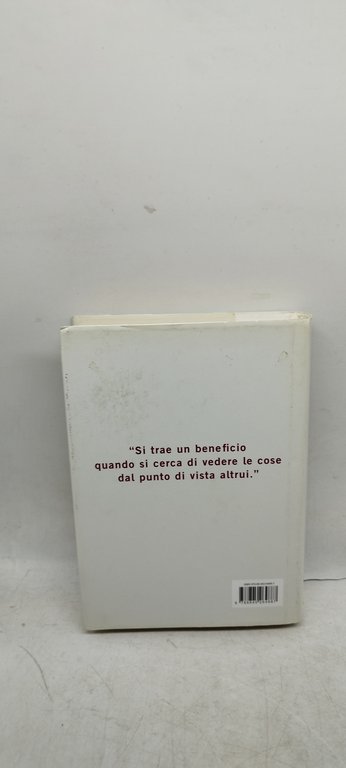 “Si trae un beneficio
quando si cerca di vedere le cose
dal punto di vista altrui.”